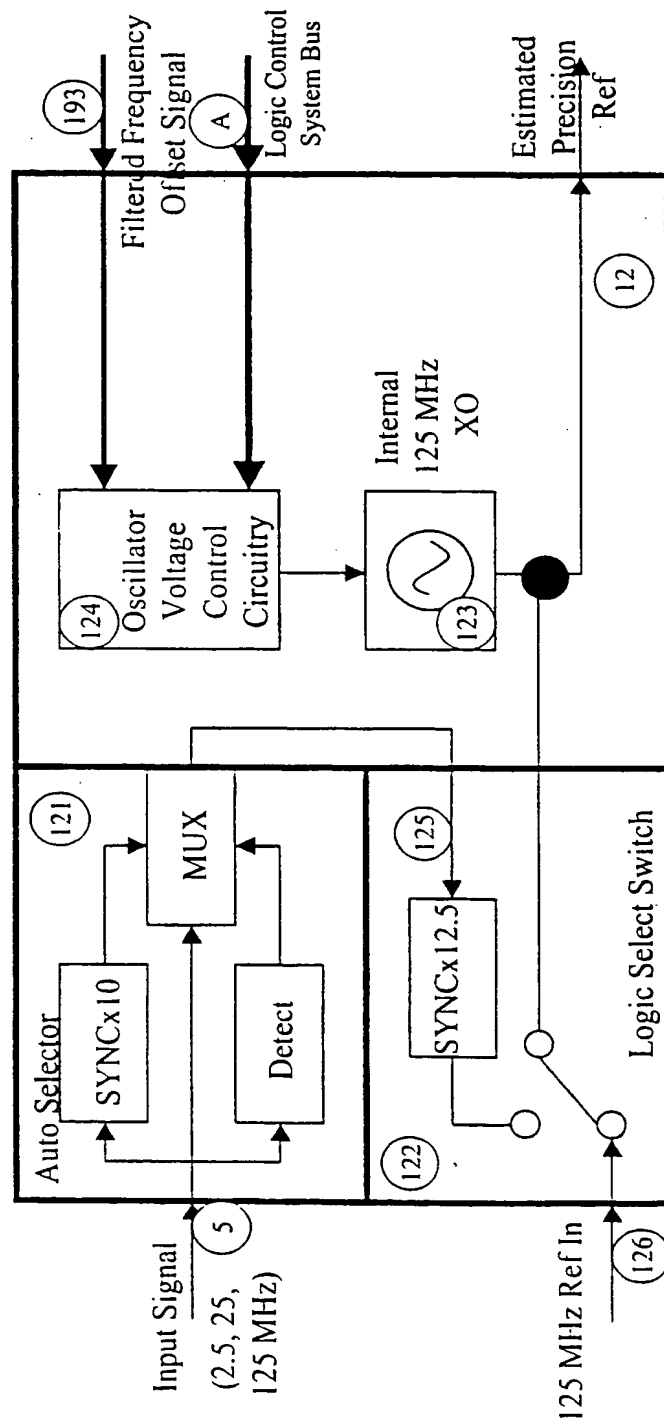 Input Signal
(2.5, 25,
125 MHz)
5
Auto Selector
SYNCx10
Detect
MUX
121
125 MHz Ref In
126
122
SYNCx12.5
125
Logic Select Switch
124
Oscillator
Voltage
Control
Circuitry
Internal
125 MHz
XO
123
193
Filtered Frequency
Offset Signal
A
Logic Control
System Bus
12
Estimated
Precision
Ref